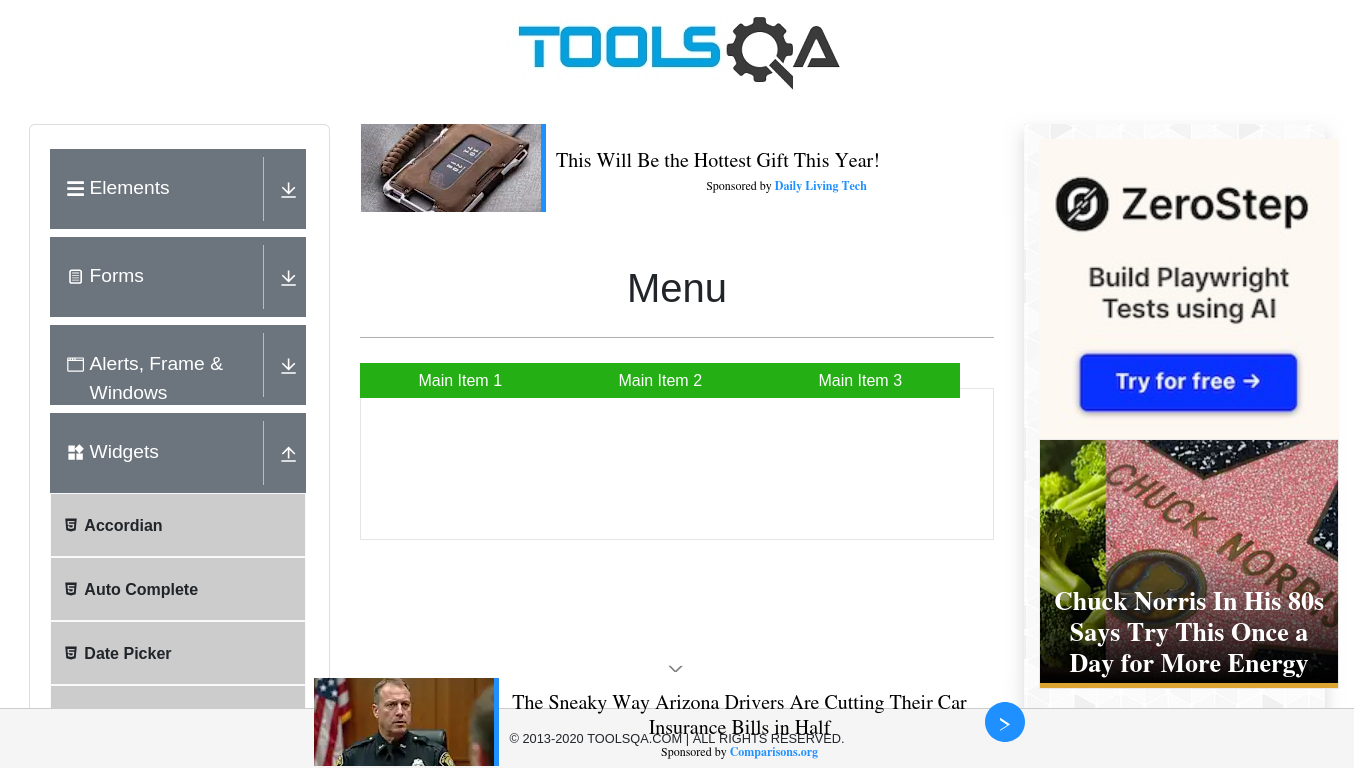 TOOLSQA
Elements
Forms
Alerts, Frame &
Windows
Widgets
Accordian
Auto Complete
Date Picker
This Will Be the Hottest Gift This Year!
Sponsored by Daily Living Tech
Menu
Main Item 1
Main Item 2
Main Item 3
ZeroStep
Build Playwright
Tests using AI
Try for free →
CHUCK NORRIS
Chuck Norris In His 80s
Says Try This Once a
Day for More Energy
The Sneaky Way Arizona Drivers Are Cutting Their Car
Insurance Bills in Half
© 2013-2020 TOOLSQA.COM | ALL RIGHTS RESERVED.
Sponsored by Comparisons.org